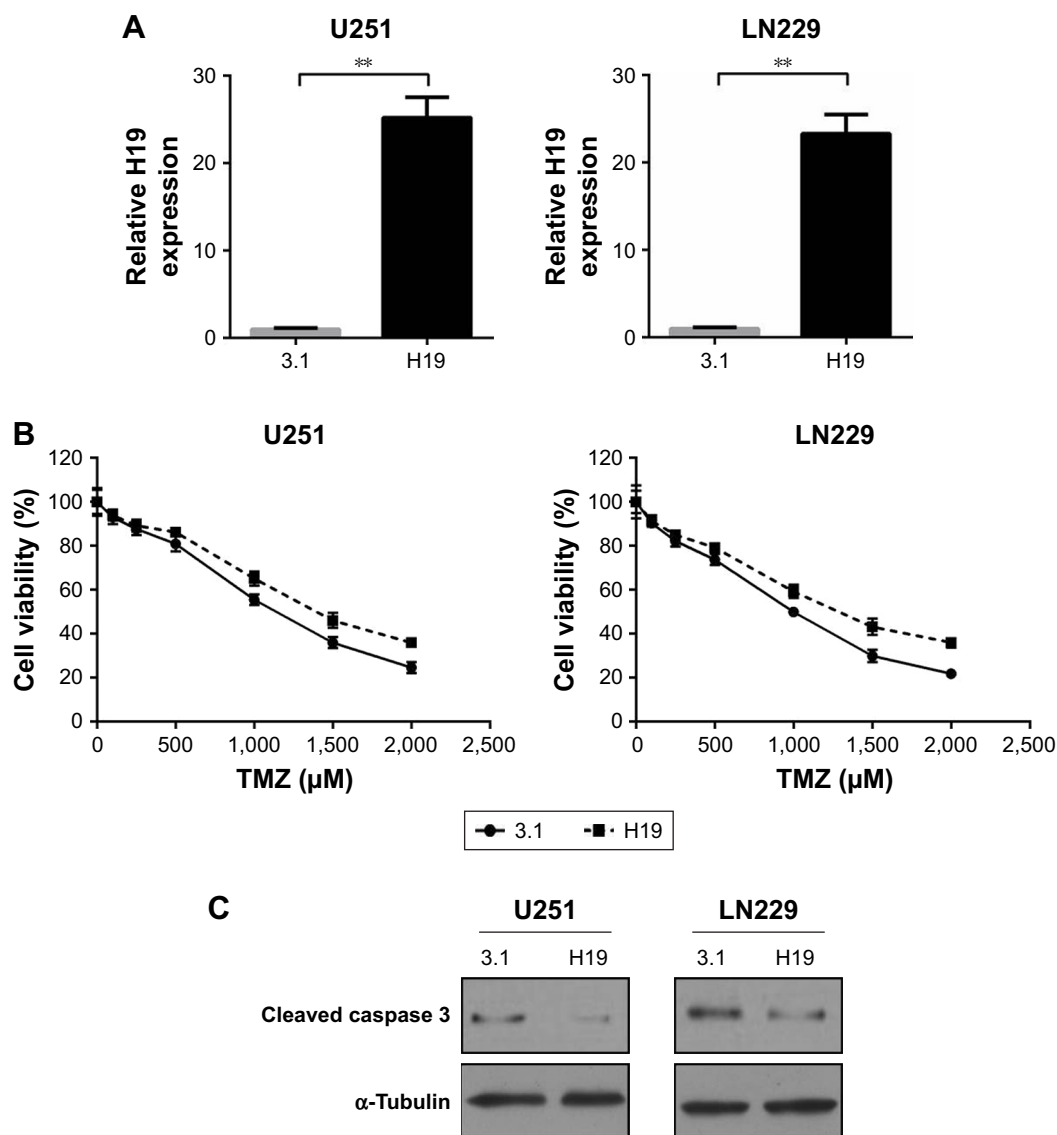 A
U251
LN229
Relative H19
expression
30
20
10
0
**
3.1
H19
Relative H19
expression
30
20
10
0
**
3.1
H19
B
U251
LN229
Cell viability (%)
120
100
80
60
40
20
0
0
500
1,000
1,500
2,000
2,500
TMZ (µM)
Cell viability (%)
120
100
80
60
40
20
0
0
500
1,000
1,500
2,000
2,500
TMZ (µM)
3.1
H19
C
U251
LN229
3.1
H19
3.1
H19
Cleaved caspase 3
α-Tubulin